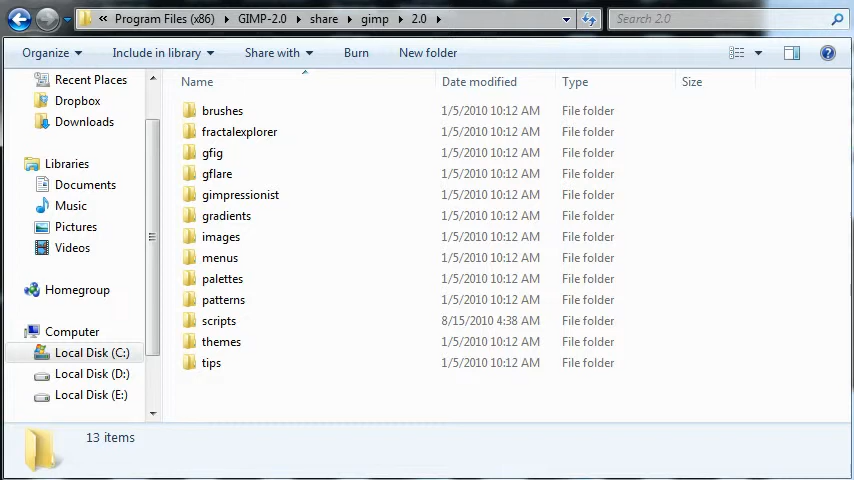 « Program Files (x86) ▸ GIMP-2.0 ▸ share ▸ gimp ▸ 2.0 ▸ Search 2.0
Organize Include in library Share with Burn New folder
Name Date modified Type Size
Recent Places
Dropbox
Downloads
Libraries
Documents
Music
Pictures
Videos
Homegroup
Computer
Local Disk (C:)
Local Disk (D:)
Local Disk (E:)
brushes 1/5/2010 10:12 AM File folder
fractalexplorer 1/5/2010 10:12 AM File folder
gfig 1/5/2010 10:12 AM File folder
gflare 1/5/2010 10:12 AM File folder
gimpressionist 1/5/2010 10:12 AM File folder
gradients 1/5/2010 10:12 AM File folder
images 1/5/2010 10:12 AM File folder
menus 1/5/2010 10:12 AM File folder
palettes 1/5/2010 10:12 AM File folder
patterns 1/5/2010 10:12 AM File folder
scripts 8/15/2010 4:38 AM File folder
themes 1/5/2010 10:12 AM File folder
tips 1/5/2010 10:12 AM File folder
13 items